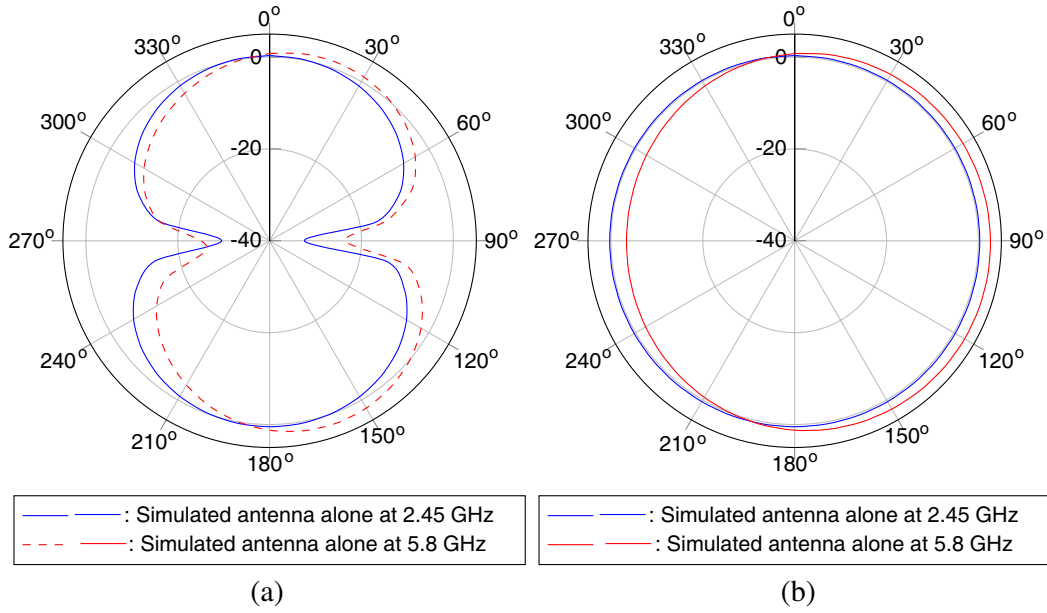 0°
330° 30°
0
300° 60°
-20
270° -40 90°
240° 120°
210° 150°
180°
: Simulated antenna alone at 2.45 GHz
: Simulated antenna alone at 5.8 GHz
(a)
0°
330° 30°
0
300° 60°
-20
270° -40 90°
240° 120°
210° 150°
180°
: Simulated antenna alone at 2.45 GHz
: Simulated antenna alone at 5.8 GHz
(b)